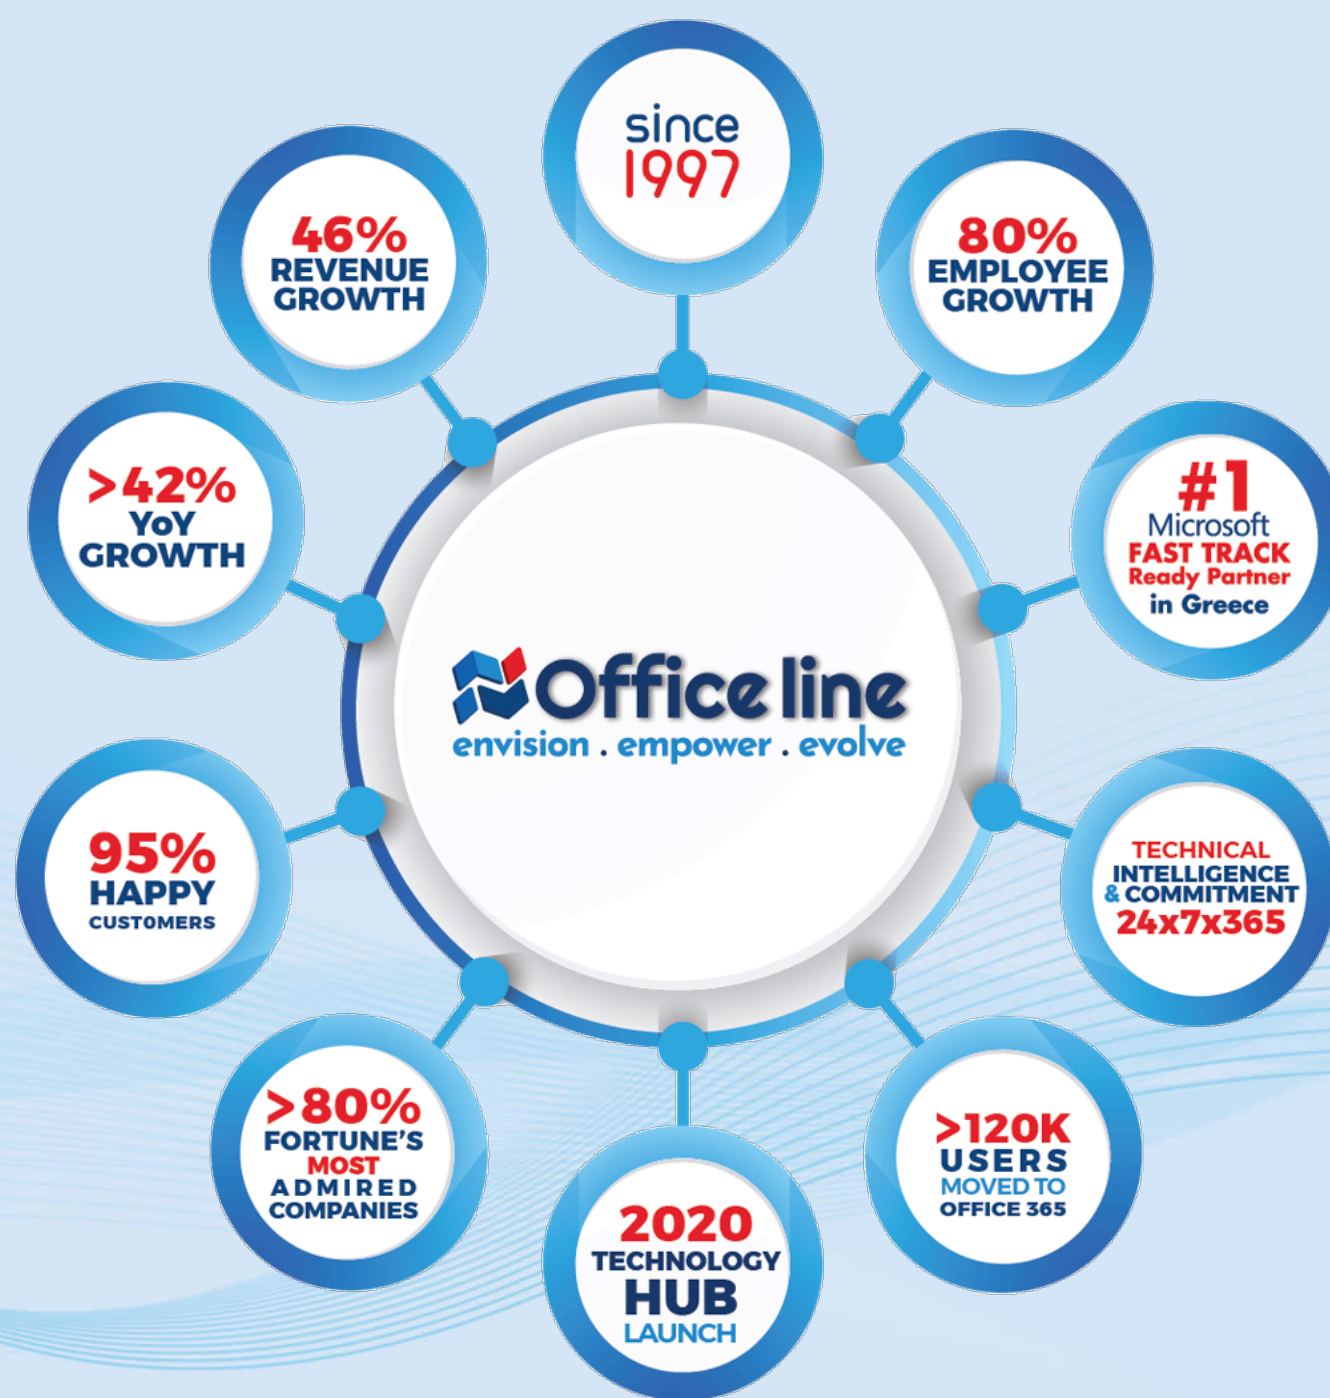 since
1997
80%
EMPLOYEE
GROWTH
#1
Microsoft
FAST TRACK
Ready Partner
in Greece
TECHNICAL
INTELLIGENCE
& COMMITMENT
24x7x365
>120K
USERS
MOVED TO
OFFICE 365
2020
TECHNOLOGY
HUB
LAUNCH
>80%
FORTUNE'S
MOST
ADMIRED
COMPANIES
95%
HAPPY
CUSTOMERS
>42%
YoY
GROWTH
46%
REVENUE
GROWTH
Office line
envision . empower . evolve